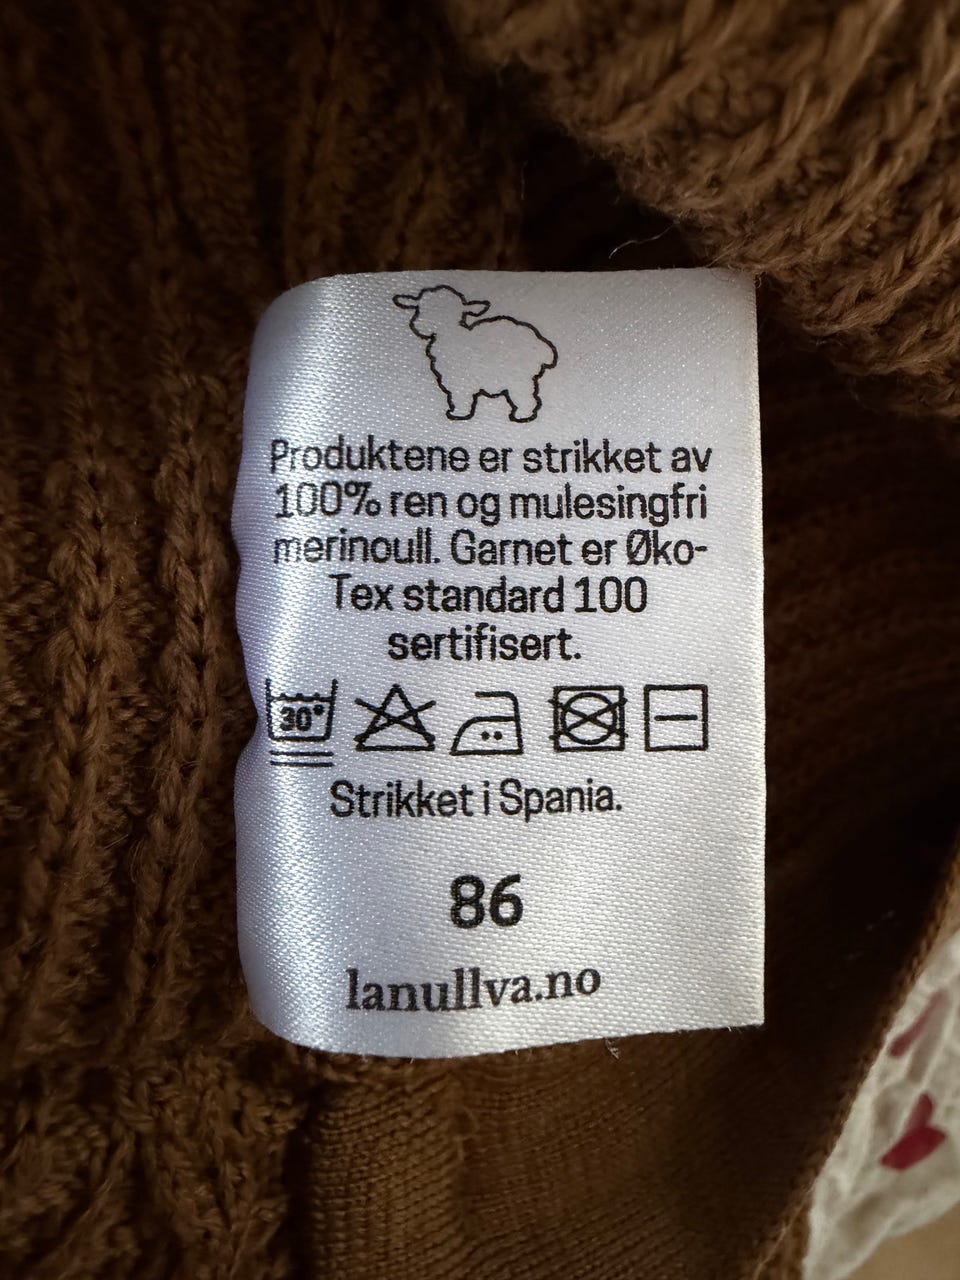 Produktene er strikket av
100% ren og mulesingfri
merinoull. Garnet er Øko-
Tex standard 100
sertifisert.
30°
Strikket i Spania.
86
lanullva.no